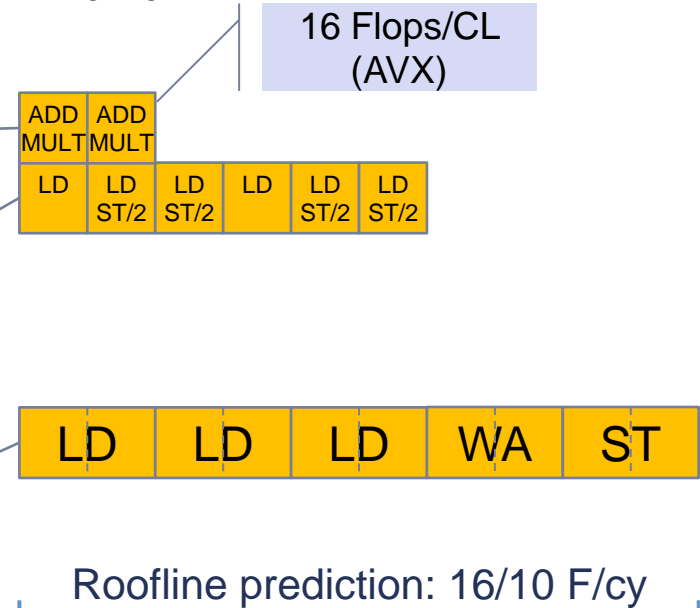 16 Flops/CL
(AVX)
ADD ADD
MULT MULT
LD LD LD LD LD LD
ST/2 ST/2 ST/2 ST/2
LD LD LD WA ST
Roofline prediction: 16/10 F/cy